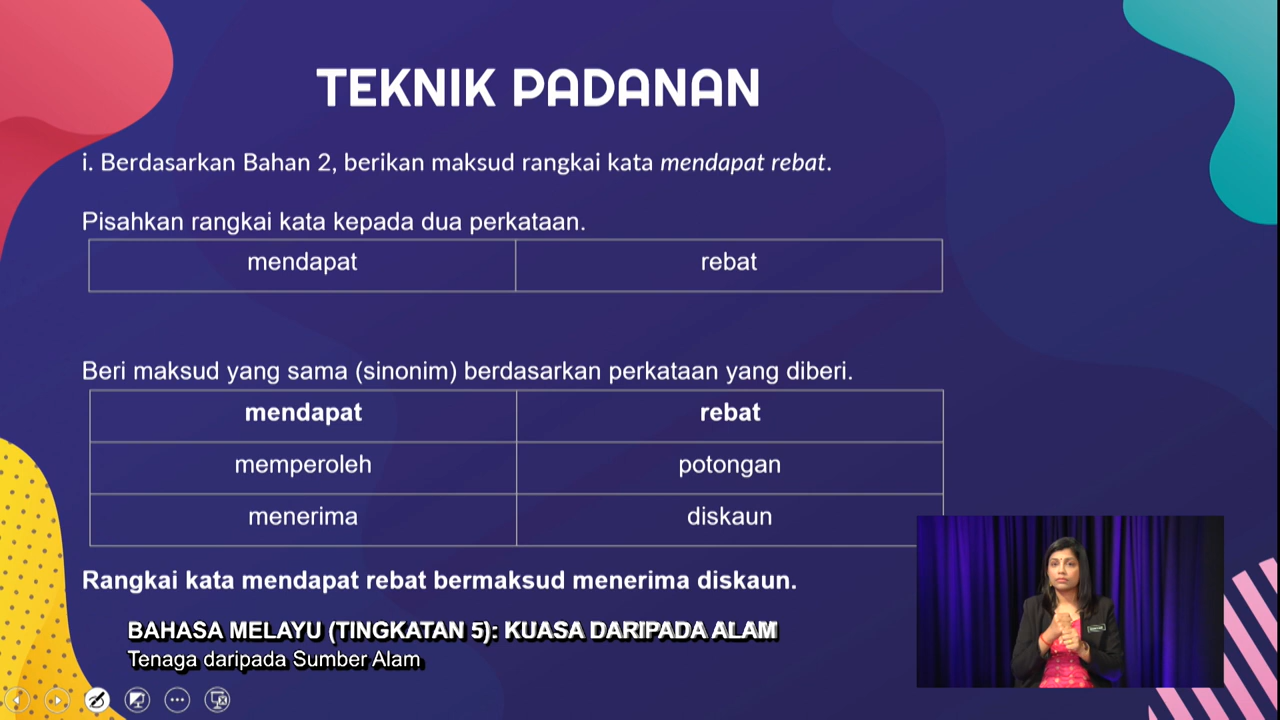 TEKNIK PADANAN
i. Berdasarkan Bahan 2, berikan maksud rangkai kata mendapat rebat.
Pisahkan rangkai kata kepada dua perkataan.
mendapat rebat
Beri maksud yang sama (sinonim) berdasarkan perkataan yang diberi.
mendapat rebat
memperoleh potongan
menerima diskaun
Rangkai kata mendapat rebat bermaksud menerima diskaun.
BAHASA MELAYU (TINGKATAN 5): KUASA DARIPADA ALAM
Tenaga daripada Sumber Alam